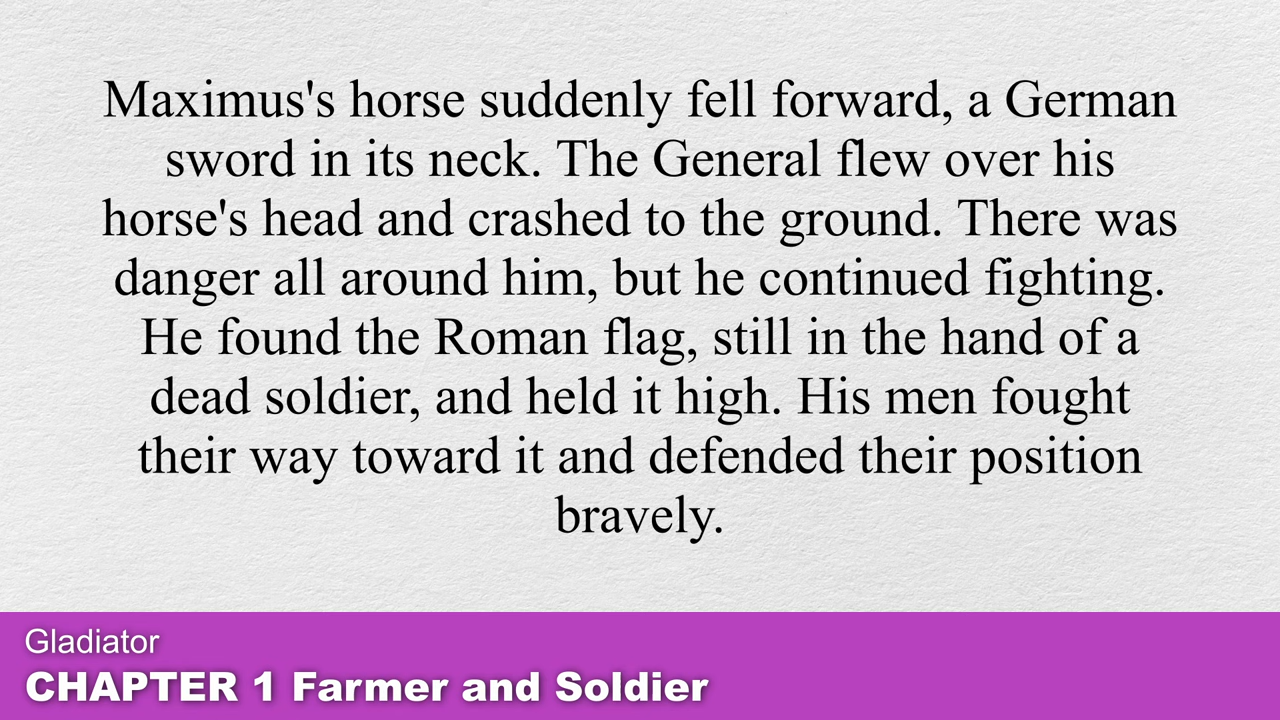 Maximus's horse suddenly fell forward, a German
sword in its neck. The General flew over his
horse's head and crashed to the ground. There was
danger all around him, but he continued fighting.
He found the Roman flag, still in the hand of a
dead soldier, and held it high. His men fought
their way toward it and defended their position
bravely.
Gladiator
CHAPTER 1 Farmer and Soldier